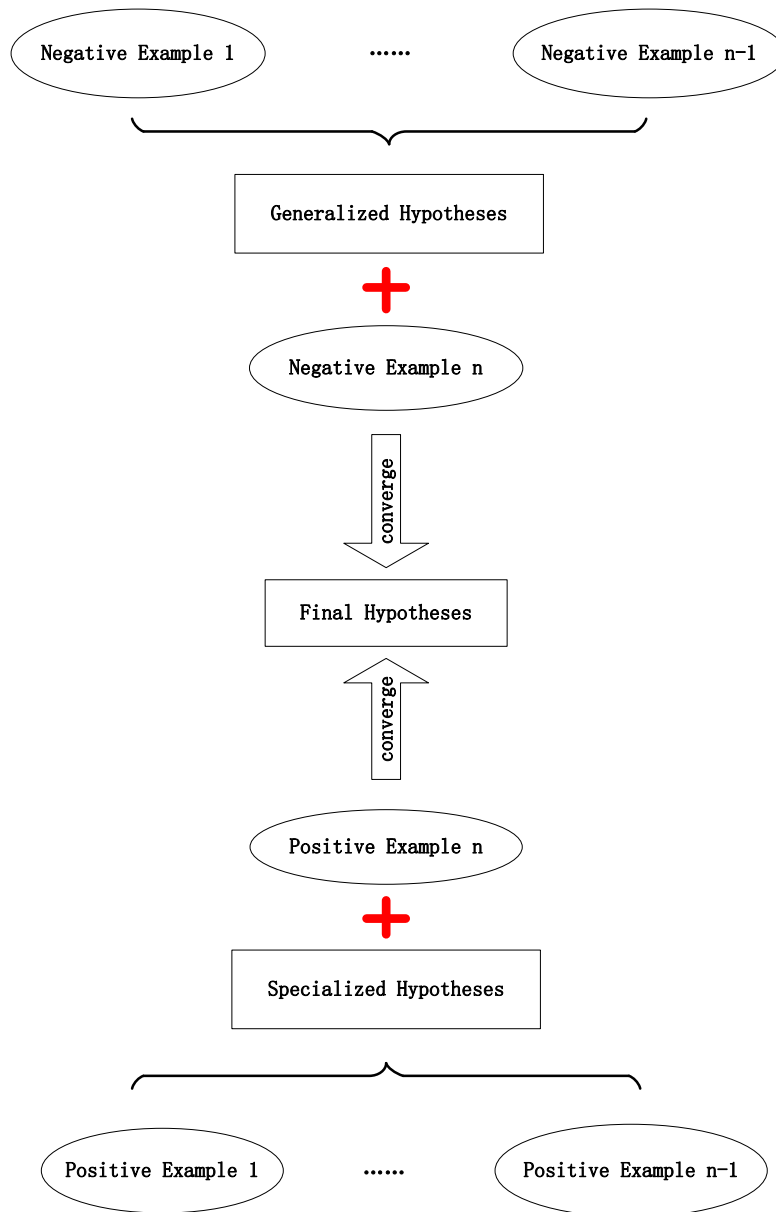 Negative Example 1
……
Negative Example n-1
Generalized Hypotheses
Negative Example n
converge
Final Hypotheses
converge
Positive Example n
Specialized Hypotheses
Positive Example 1
……
Positive Example n-1